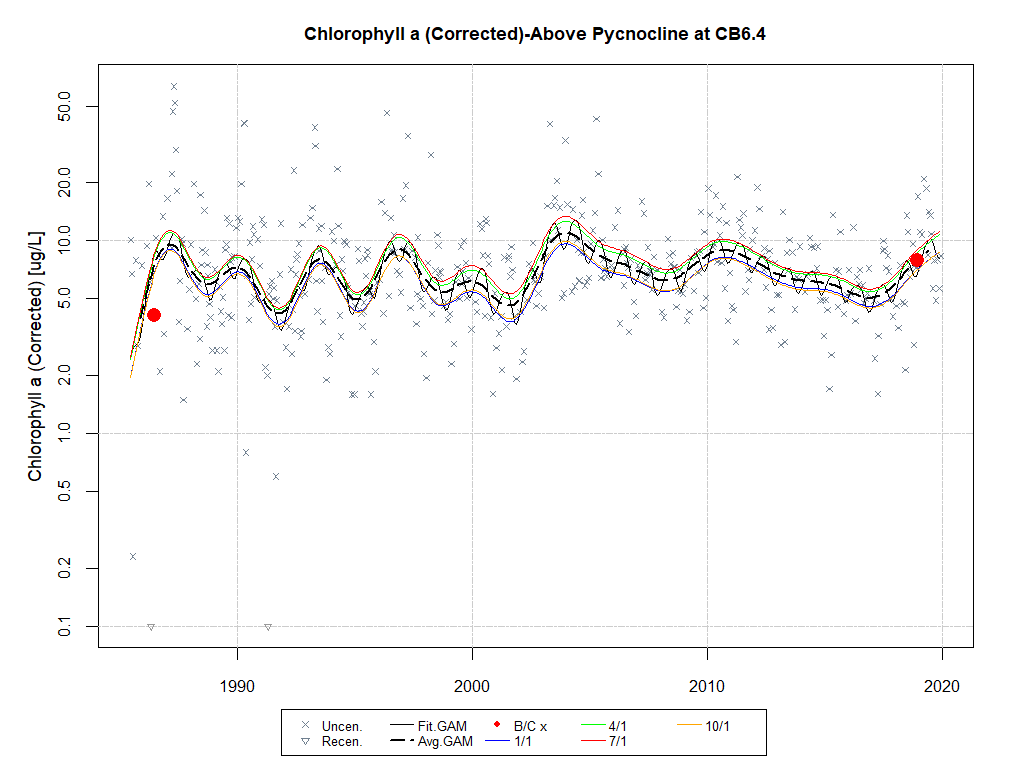 Chlorophyll a (Corrected)-Above Pycnocline at CB6.4
Chlorophyll a (Corrected) [ug/L]
50.0
20.0
10.0
5.0
2.0
1.0
0.5
0.2
0.1
1990 2000 2010 2020
Uncen. Fit.GAM B/C x 4/1 10/1
Recen. Avg.GAM 1/1 7/1